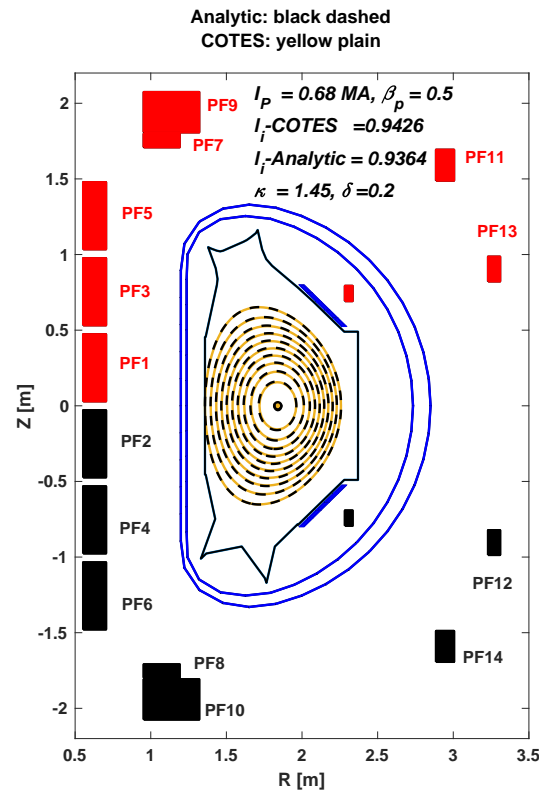 Analytic: black dashed
COTES: yellow plain
I_P = 0.68 MA, β_p = 0.5
l_i-COTES =0.9426
l_i-Analytic = 0.9364
κ = 1.45, δ =0.2
PF9
PF7
PF11
PF5
PF13
PF3
PF1
PF2
PF4
PF6
PF12
PF8
PF14
PF10
Z [m]
2
1.5
1
0.5
0
-0.5
-1
-1.5
-2
0.5 1 1.5 2 2.5 3 3.5
R [m]